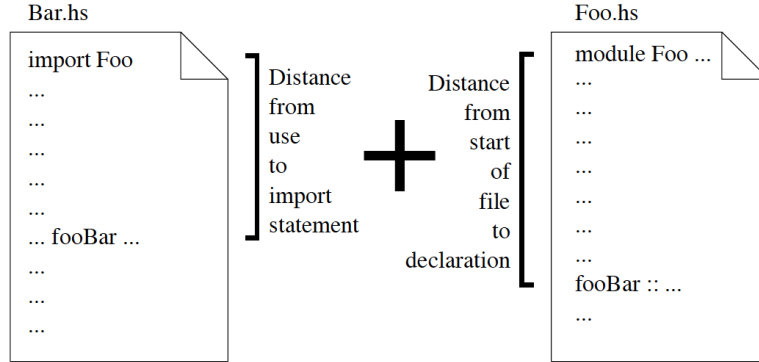 Bar.hs
import Foo
...
...
...
...
...
... fooBar ...
...
...
...
Distance
from
use
to
import
statement
+
Distance
from
start
of
file
to
declaration
Foo.hs
module Foo ...
...
...
...
...
...
...
...
fooBar :: ...
...